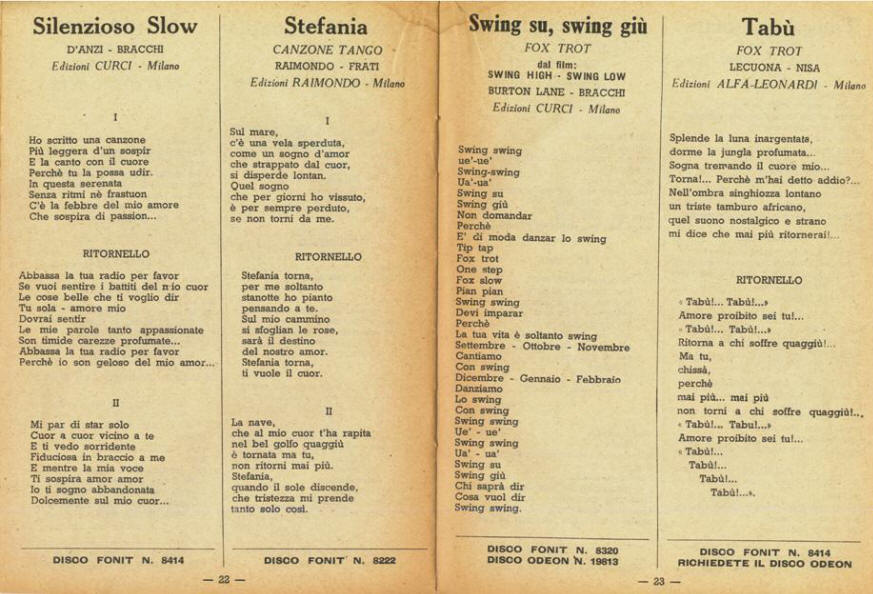 Silenzioso Slow
D'ANZI - BRACCHI
Edizioni CURCI - Milano
I
Ho scritto una canzone
Più leggera d'un sospir
E la canto con il cuore
Perchè tu la possa udir.
In questa serenata
Senza ritmi nè frastuon
C'è la febbre del mio amore
Che sospira di passion...
RITORNELLO
Abbassa la tua radio per favor
Se vuoi sentire i battiti del mio cuor
Le cose belle che ti voglio dir
Tu sola - amore mio
Dovrai sentir
Le mie parole tanto appassionate
Son timide carezze profumate...
Abbassa la tua radio per favor
Perchè io son geloso del mio amor...
II
Mi par di star solo
Cuor a cuor vicino a te
E ti vedo sorridente
Fiduciosa in braccio a me
E mentre la mia voce
Ti sospira amor amor
Io ti sogno abbandonata
Dolcemente sul mio cuor...
DISCO FONIT N. 8414
Stefania
CANZONE TANGO
RAIMONDO - FRATI
Edizioni RAIMONDO - Milano
I
Sul mare,
c'è una vela sperduta,
come un sogno d'amor
che strappato dal cuor,
si disperde lontan.
Quel sogno
che per giorni ho vissuto,
è per sempre perduto,
se non torni da me.
RITORNELLO
Stefania torna,
per me soltanto
stanotte ho pianto
pensando a te.
Sul mio cammino
si sfoglian le rose,
sarà il destino
del nostro amor.
Stefania torna,
ti vuole il cuor.
II
La nave,
che al mio cuor t'ha rapita
nel bel golfo quaggiù
è tornata ma tu,
non ritorni mai più.
Stefania,
quando il sole discende,
che tristezza mi prende
tanto solo così.
DISCO FONIT N. 8222
— 22 —
Swing su, swing giù
FOX TROT
dal film:
SWING HIGH - SWING LOW
BURTON LANE - BRACCHI
Edizioni CURCI - Milano
Swing swing
ue'-ue'
Swing-swing
Ua'-ua'
Swing su
Swing giù
Non domandar
Perchè
E' di moda danzar lo swing
Tip tap
Fox trot
One step
Fox slow
Pian pian
Swing swing
Devi imparar
Perchè
La tua vita è soltanto swing
Settembre - Ottobre - Novembre
Cantiamo
Con swing
Dicembre - Gennaio - Febbraio
Danziamo
Lo swing
Con swing
Swing swing
Ue' - ue'
Swing swing
Ua' - ua'
Swing su
Swing giù
Chi saprà dir
Cosa vuol dir
Swing swing.
DISCO FONIT N. 8320
DISCO ODEON N. 19813
Tabù
FOX TROT
LECUONA - NISA
Edizioni ALFA-LEONARDI - Milano
Splende la luna inargentata,
dorme la jungla profumata...
Sogna tremando il cuore mio...
Torna!... Perchè m'hai detto addio?...
Nell'ombra singhiozza lontano
un triste tamburo africano,
quel suono nostalgico e strano
mi dice che mai più ritornerai!...
RITORNELLO
« Tabù!... Tabù!...»
Amore proibito sei tu!...
« Tabù!... Tabù!...»
Ritorna a chi soffre quaggiù!...
Ma tu,
chissà,
perchè
mai più... mai più
non torni a chi soffre quaggiù!...
« Tabù!... Tabu!...»
Amore proibito sei tu!...
« Tabù!...
Tabù!...
Tabù!...
Tabù!...».
DISCO FONIT N. 8414
RICHIEDETE IL DISCO ODEON
— 23 —